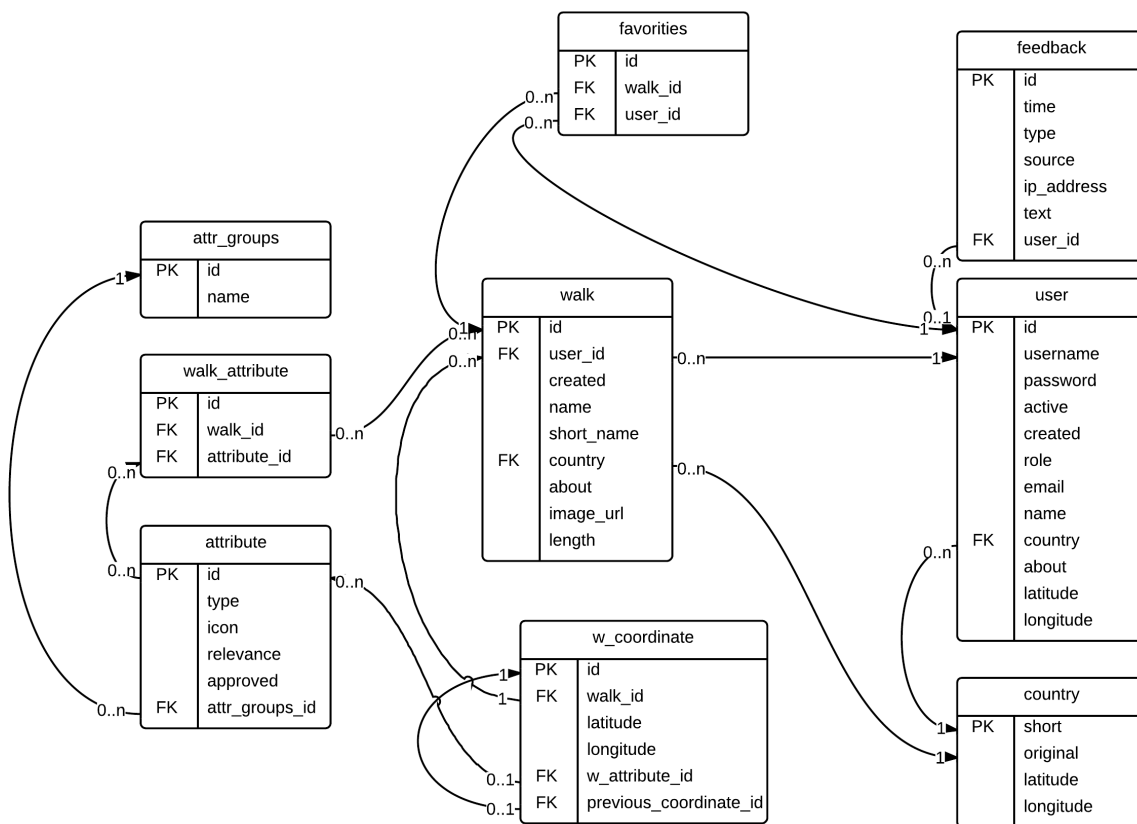 favorities
PK id
FK walk_id
FK user_id
0..n
0..n
feedback
PK id
time
type
source
ip_address
text
FK user_id
0..n
0..1
attr_groups
PK id
name
1
walk_attribute
PK id
FK walk_id
FK attribute_id
0..n
0..n
attribute
PK id
type
icon
relevance
approved
FK attr_groups_id
0..n
0..n
0..n
walk
PK id
FK user_id
created
name
short_name
FK country
about
image_url
length
1
0..n
0..n
0..n
0..n
user
PK id
username
password
active
created
role
email
name
FK country
about
latitude
longitude
1
1
0..n
w_coordinate
PK id
FK walk_id
latitude
longitude
FK w_attribute_id
FK previous_coordinate_id
1
1
0..1
0..1
country
PK short
original
latitude
longitude
1
1